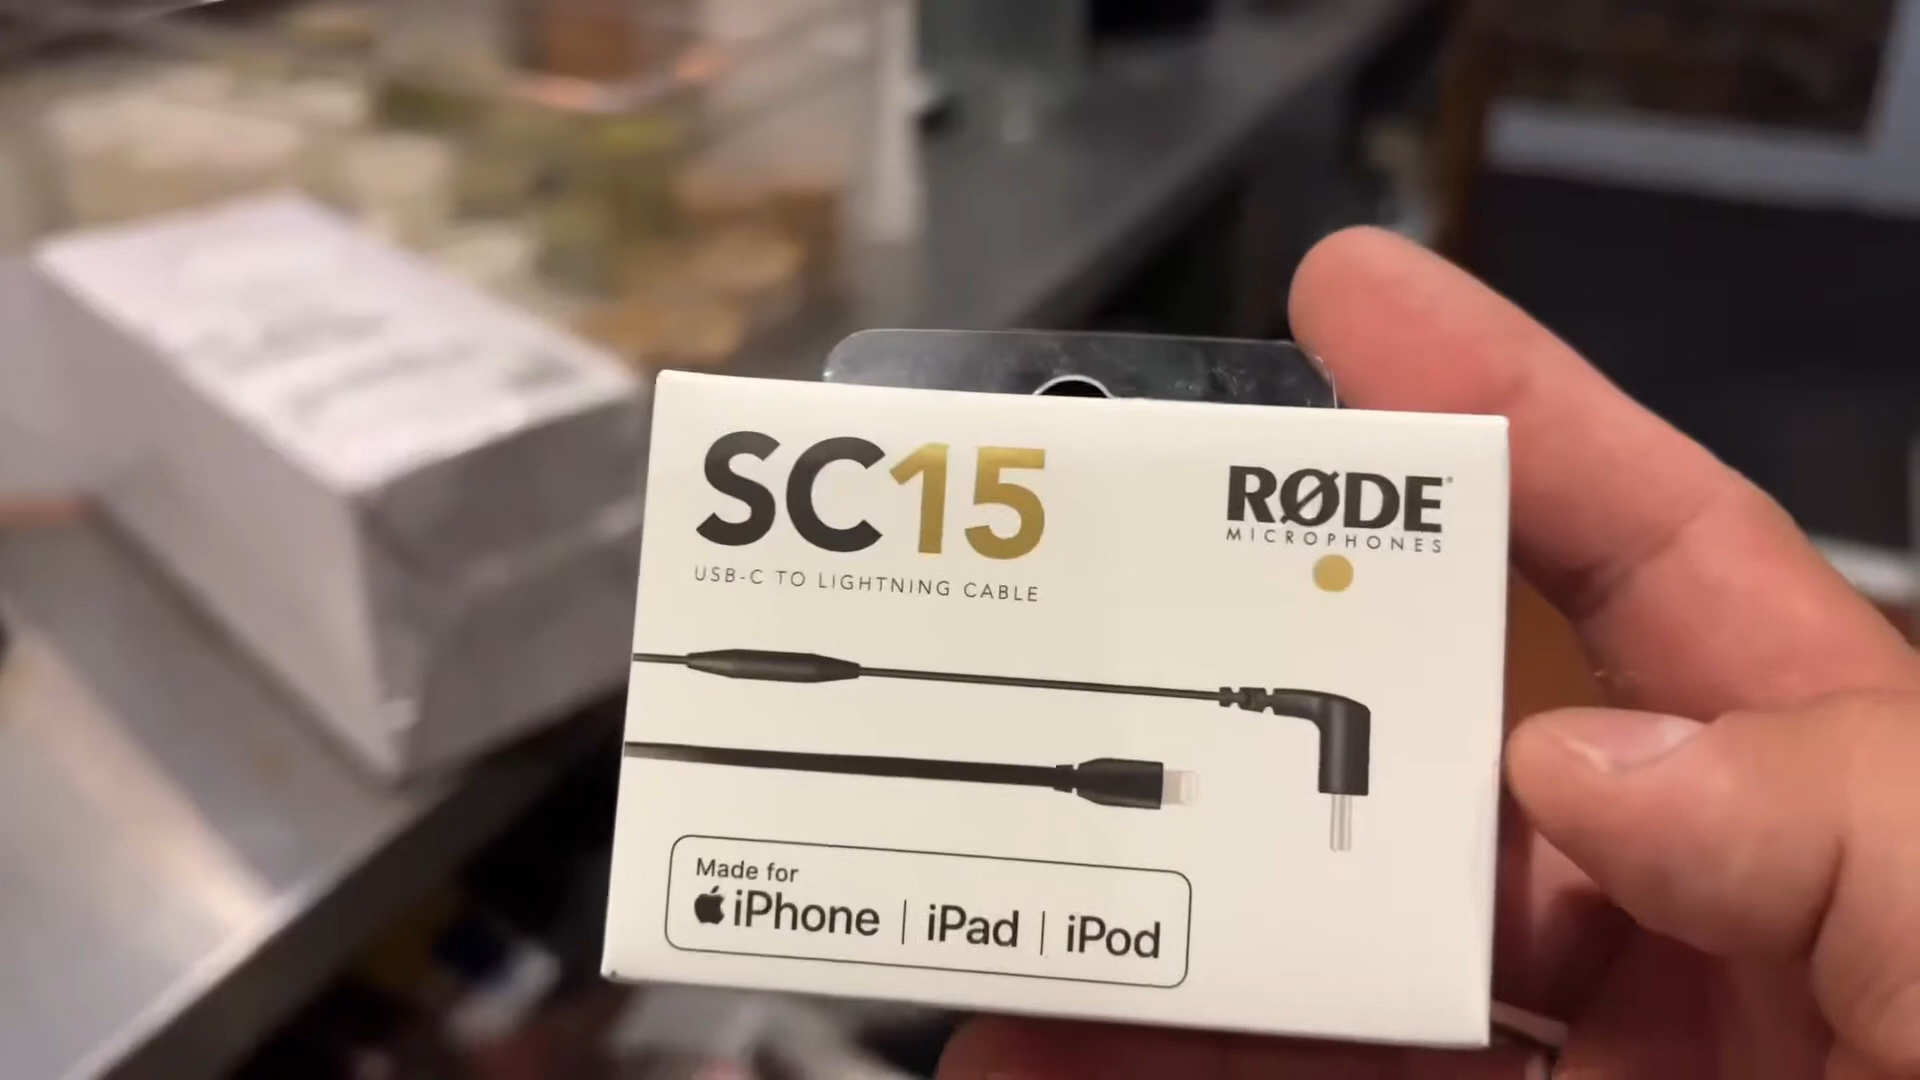 SC15
USB-C TO LIGHTNING CABLE
RØDE
MICROPHONES
Made for
iPhone | iPad | iPod